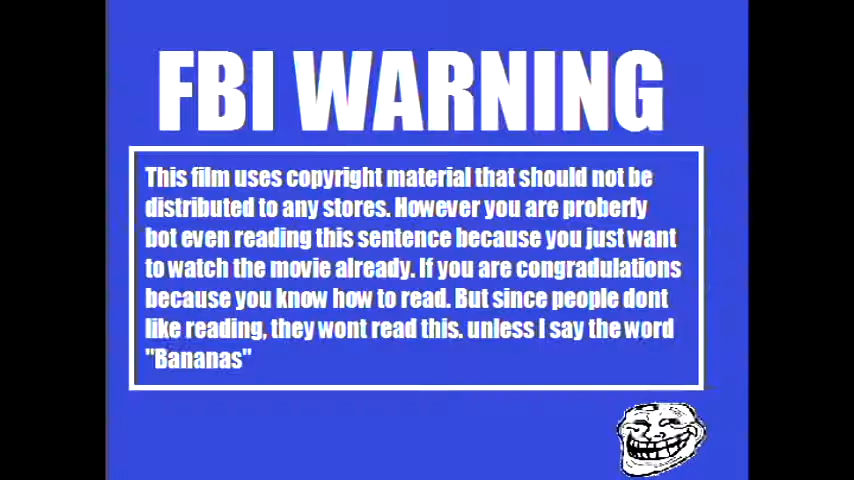 FBI WARNING
This film uses copyright material that should not be
distributed to any stores. However you are proberly
bot even reading this sentence because you just want
to watch the movie already. If you are congradulations
because you know how to read. But since people dont
like reading, they wont read this. unless I say the word
"Bananas"